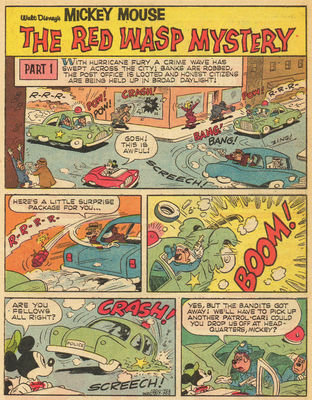 Walt Disney's MICKEY MOUSE
THE RED WASP MYSTERY
PART 1
WITH HURRICANE FURY A CRIME WAVE HAS
SWEPT ACROSS THE CITY! BANKS ARE ROBBED,
THE POST OFFICE IS LOOTED AND HONEST CITIZENS
ARE BEING HELD UP IN BROAD DAYLIGHT!
R-R-R-R
POP!
POW!
CRASH!
R-R-R-
GOSH!
THIS IS
AWFUL!
BANG!
BANG!
ZING!
SCREECH!
HERE'S A LITTLE SURPRISE
PACKAGE FOR YOU...
R-R-R-R
BOOM!
ARE YOU
FELLOWS
ALL RIGHT?
CRASH!
POLICE
SCREECH!
YES, BUT THE BANDITS GOT
AWAY! WE'LL HAVE TO PICK UP
ANOTHER PATROL-CAR! COULD
YOU DROP US OFF AT HEAD-
QUARTERS, MICKEY?